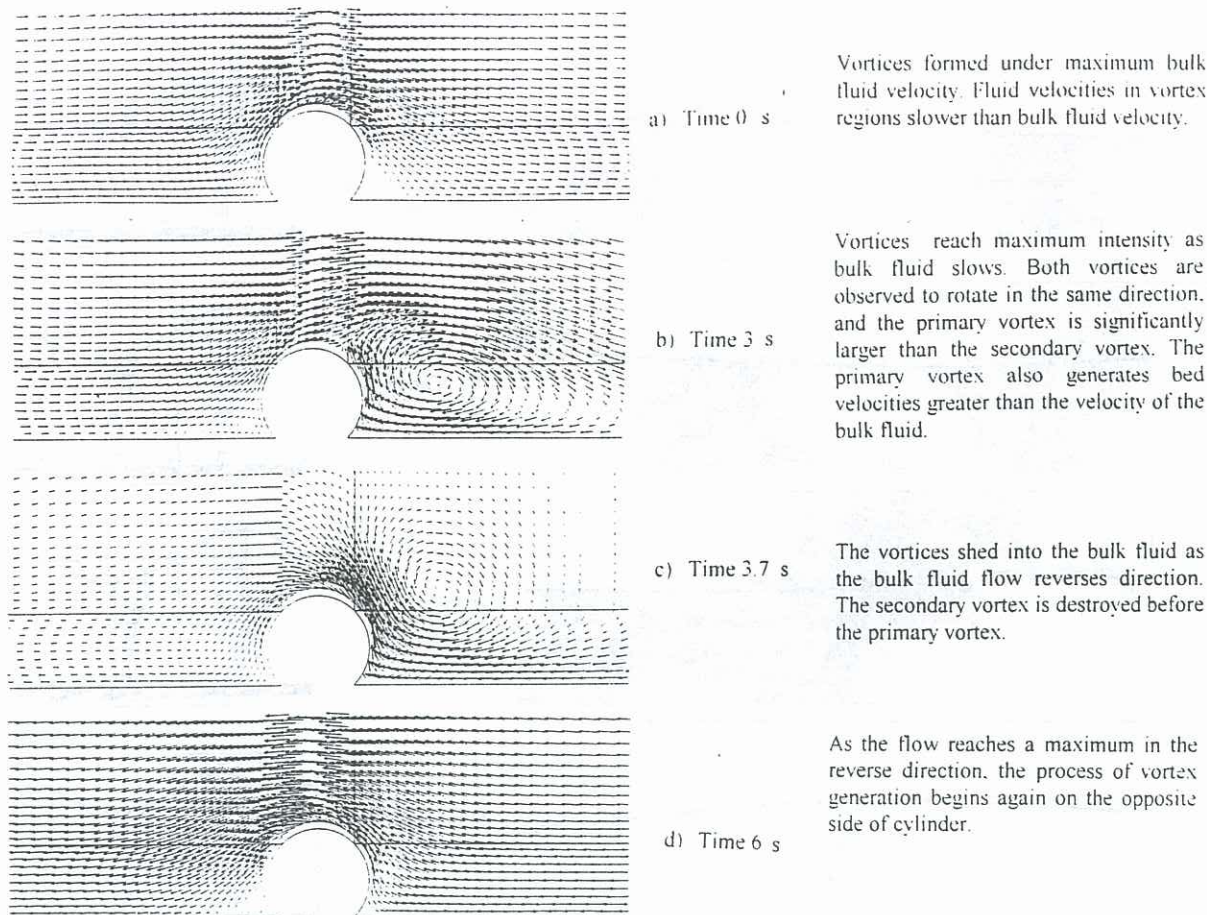 Vortices formed under maximum bulk
fluid velocity. Fluid velocities in vortex
regions slower than bulk fluid velocity.
a) Time 0 s
Vortices reach maximum intensity as
bulk fluid slows. Both vortices are
observed to rotate in the same direction,
and the primary vortex is significantly
larger than the secondary vortex. The
primary vortex also generates bed
velocities greater than the velocity of the
bulk fluid.
b) Time 3 s
The vortices shed into the bulk fluid as
the bulk fluid flow reverses direction.
The secondary vortex is destroyed before
the primary vortex.
c) Time 3.7 s
As the flow reaches a maximum in the
reverse direction, the process of vortex
generation begins again on the opposite
side of cylinder.
d) Time 6 s